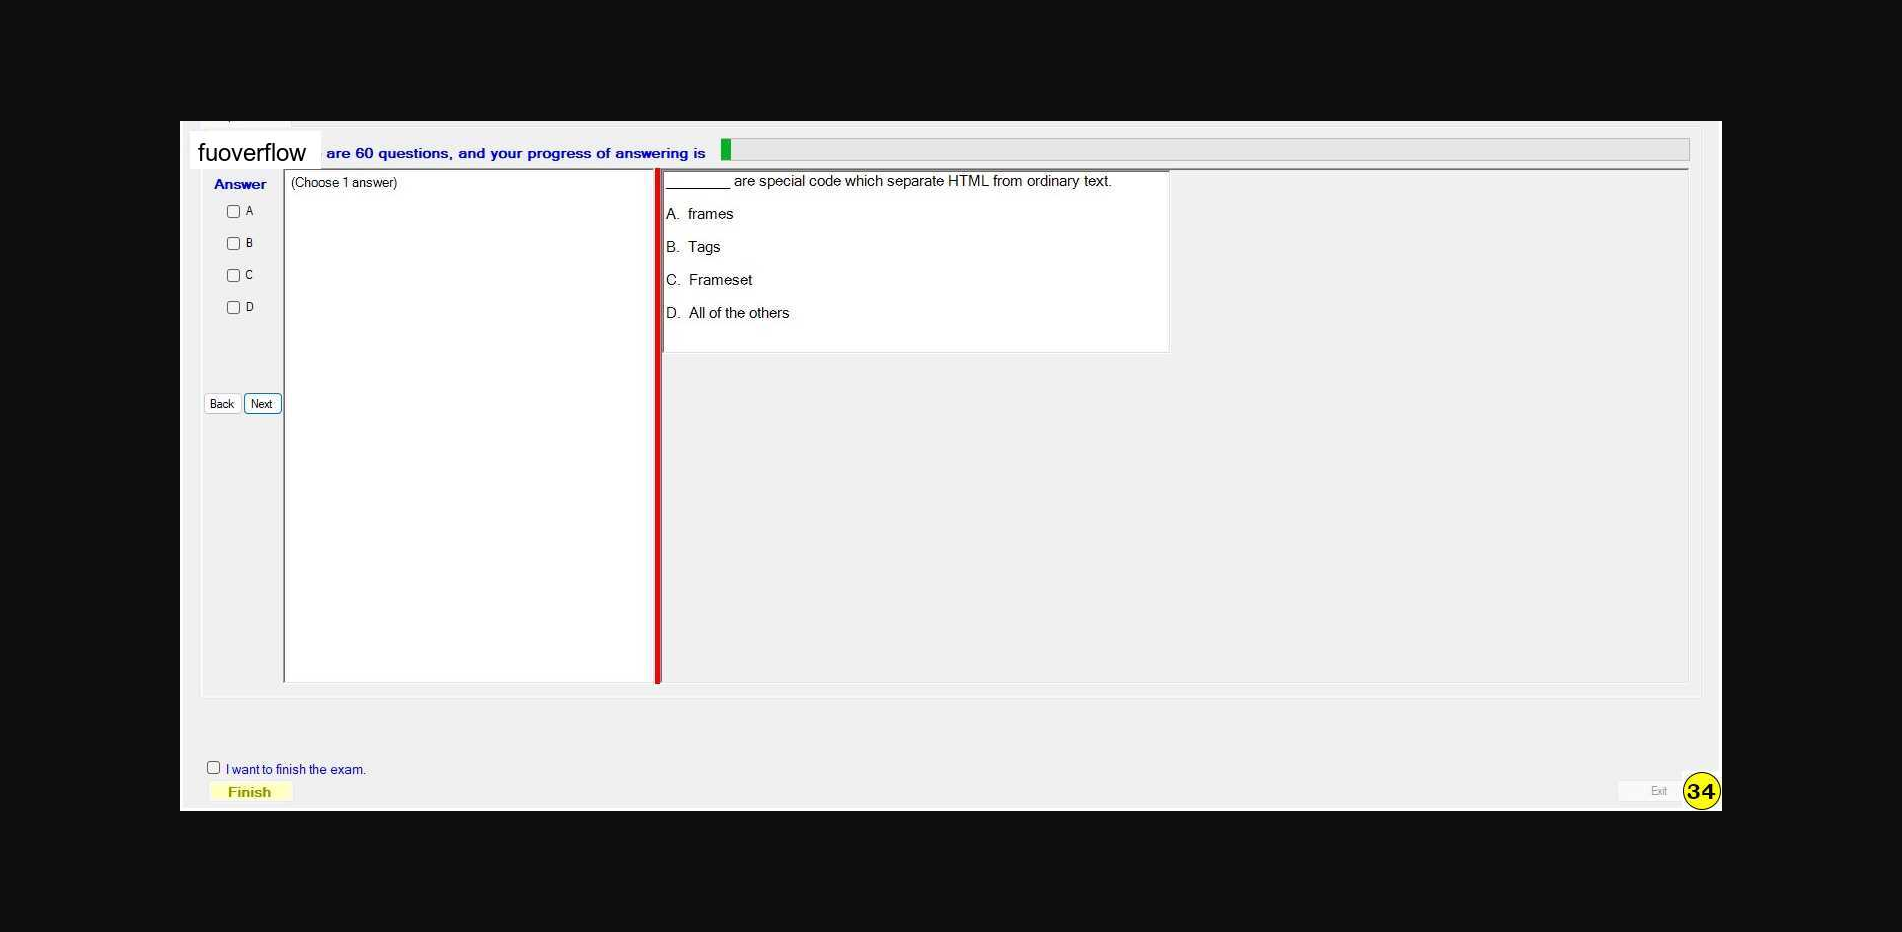 fuoverflow are 60 questions, and your progress of answering is
Answer
(Choose 1 answer)
A
B
C
D
Back Next
________ are special code which separate HTML from ordinary text.
A. frames
B. Tags
C. Frameset
D. All of the others
I want to finish the exam.
Finish
Exit
34